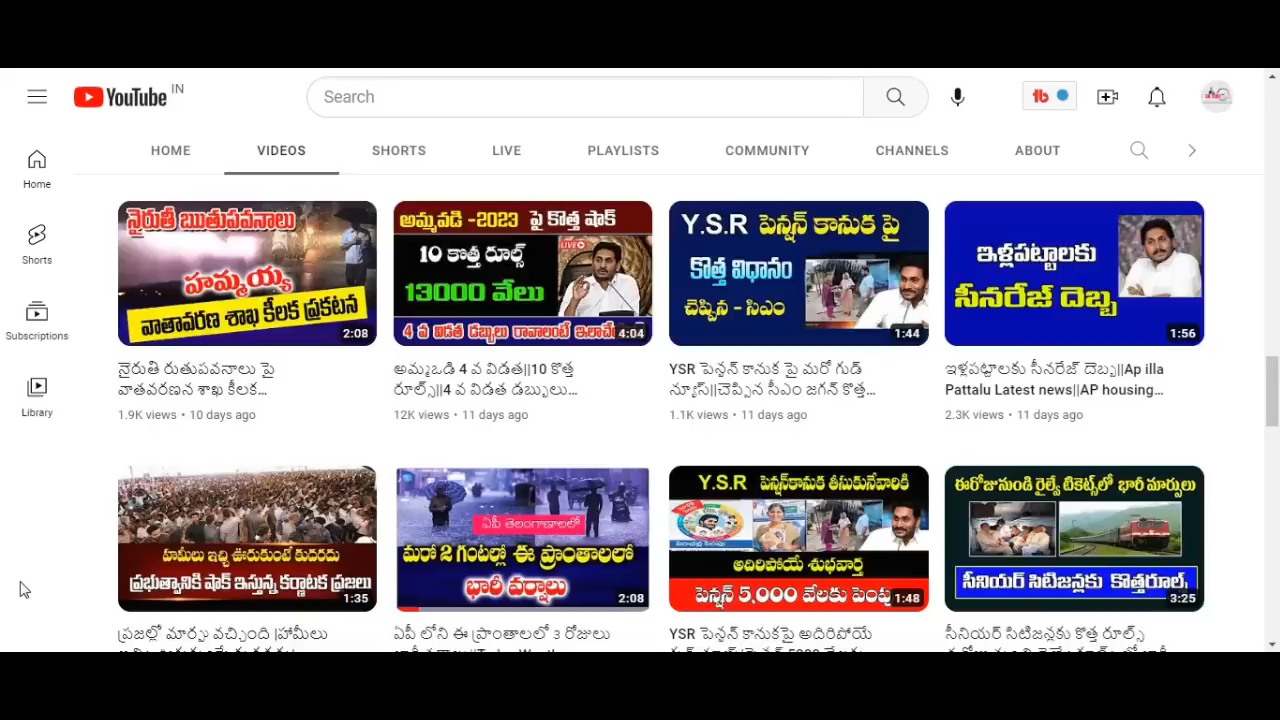 YouTube IN
Search
HOME VIDEOS SHORTS LIVE PLAYLISTS COMMUNITY CHANNELS ABOUT
Home
Shorts
Subscriptions
Library
నైరుతీ ఋతుపవనాలు
హమ్మయ్య
వాతావరణ శాఖ కీలక ప్రకటన
2:08
నైరుతి రుతుపవనాలు పై
వాతవరణన శాఖ కీలక...
1.9K views • 10 days ago
అమ్మవడి -2023 పై కొత్త షాక్
LIVE
10 కొత్త రూల్స్
13000 వేలు
4 వ విడత డబ్బులు రావాలంటే
4:04
అమ్మఒడి 4 వ విడత||10 కొత్త
రూల్స్||4 వ విడత డబ్బులు...
12K views • 11 days ago
Y.S.R పెన్షన్ కానుక పై
కొత్త విధానం
చెప్పిన - సిఎం
1:44
YSR పెన్షన్ కానుక పై మరో గుడ్
న్యూస్||చెప్పిన సీఎం జగన్ కొత్త...
1.1K views • 11 days ago
ఇళ్లపట్టాలకు
సీనరేజ్ దెబ్బ
1:56
ఇళ్లపట్టాలకు సీనరేజ్ దెబ్బ||Ap illa
Pattalu Latest news||AP housing...
2.3K views • 11 days ago
హామీలు ఇచ్చి ఊరుకుంటే కుదరదు
ప్రభుత్వానికి షాక్ ఇస్తున్న కర్ణాటక ప్రజలు
1:35
ప్రజల్లో మార్పు వచ్చింది |హామీలు
ఏపీ తెలంగాణాలలో
మరో 2 గంటల్లో ఈ ప్రాంతాలలో
భారీ వర్షాలు
2:08
ఏపీ లోని ఈ ప్రాంతాలలో 3 రోజులు
Y.S.R పెన్షన్‌కానుక తీసుకునేవారికి
అదిరిపోయే శుభవార్త
పెన్షన్ 5,000 వేలకు పెంపు
1:48
YSR పెన్షన్ కానుకపై అదిరిపోయే
ఈరోజునుండి రైల్వే టికెట్స్‌లో భారీ మార్పులు
సీనియర్ సిటిజన్లకు కొత్తరూల్స్
3:25
సీనియర్ సిటిజన్లకు కొత్త రూల్స్